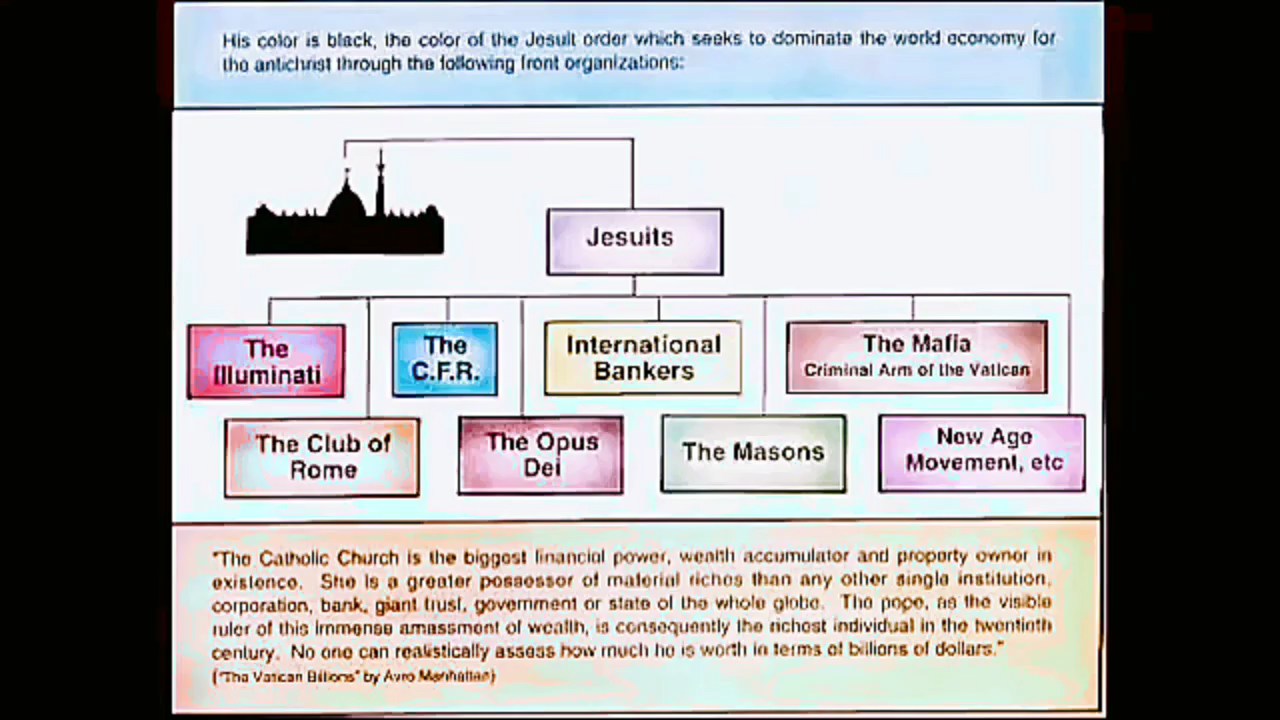 His color is black, the color of the Jesuit order which seeks to dominate the world economy for
the antichrist through the following front organizations:
Jesuits
The
Illuminati
The
C.F.R.
International
Bankers
The Mafia
Criminal Arm of the Vatican
The Club of
Rome
The Opus
Dei
The Masons
New Age
Movement, etc
"The Catholic Church is the biggest financial power, wealth accumulator and property owner in
existence. She is a greater possessor of material riches than any other single institution,
corporation, bank, giant trust, government or state of the whole globe. The pope, as the visible
ruler of this immense amassment of wealth, is consequently the richest individual in the twentieth
century. No one can realistically assess how much he is worth in terms of billions of dollars."
("The Vatican Billions" by Avro Manhattan)